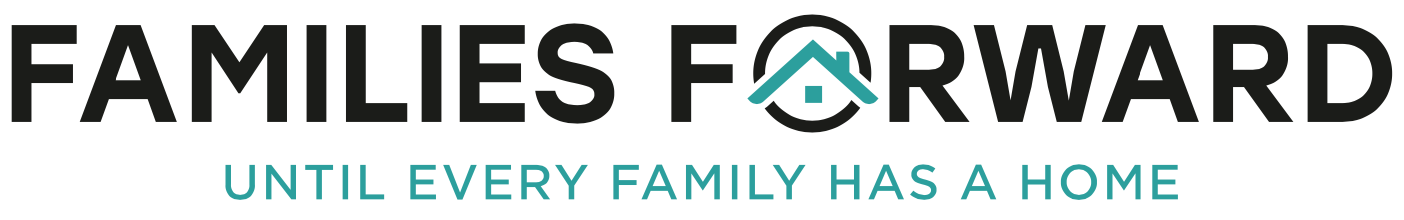 FAMILIES FORWARD
UNTIL EVERY FAMILY HAS A HOME